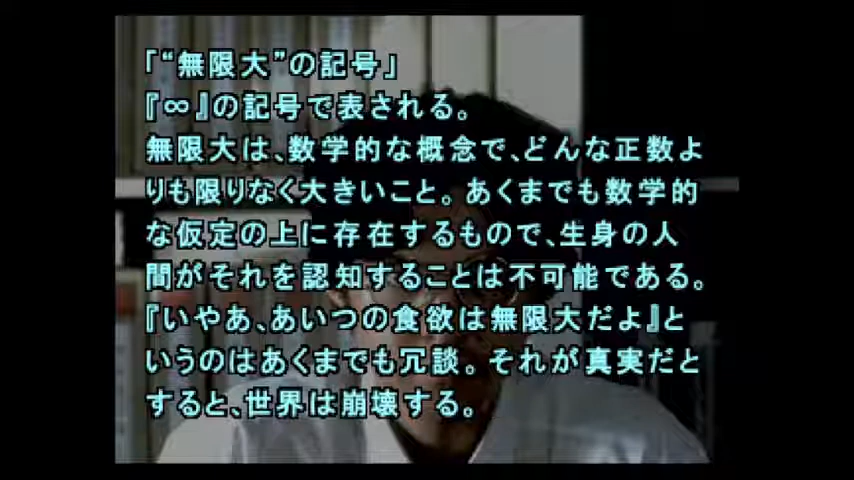 「“無限大”の記号」
『∞』の記号で表される。
無限大は、数学的な概念で、どんな正数よ
りも限りなく大きいこと。あくまでも数学的
な仮定の上に存在するもので、生身の人
間がそれを認知することは不可能である。
『いやあ、あいつの食欲は無限大だよ』と
いうのはあくまでも冗談。それが真実だと
すると、世界は崩壊する。